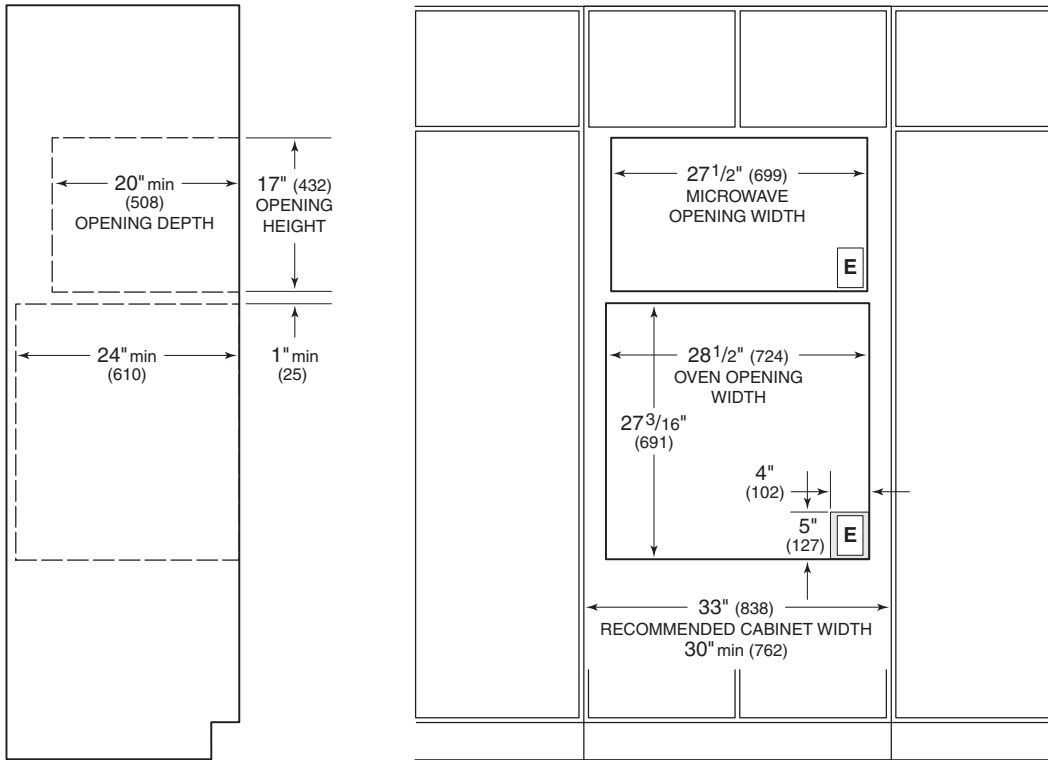 20" min
(508)
OPENING DEPTH
17" (432)
OPENING
HEIGHT
24" min
(610)
1" min
(25)
27 1/2" (699)
MICROWAVE
OPENING WIDTH
E
28 1/2" (724)
OVEN OPENING
WIDTH
27 3/16"
(691)
4"
(102)
5"
(127)
E
33" (838)
RECOMMENDED CABINET WIDTH
30" min (762)